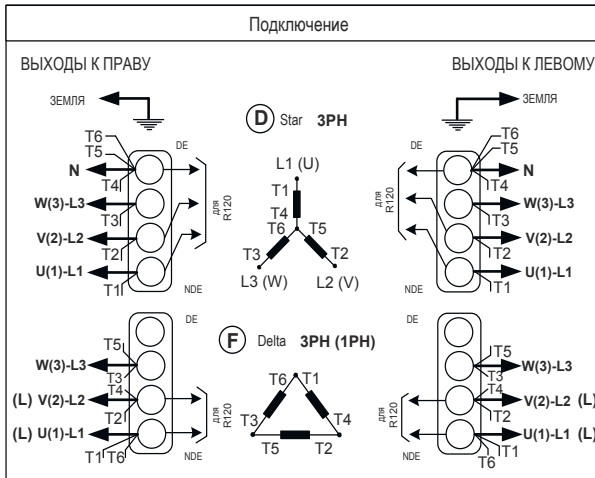 Подключение
ВЫХОДЫ К ПРАВУ
ВЫХОДЫ К ЛЕВОМУ
ЗЕМЛЯ
ЗЕМЛЯ
D Star 3PH
DE
T6
T5
N
T4
W(3)-L3
T3
V(2)-L2
T2
U(1)-L1
T1
NDE
для R120
L1 (U)
T1
T4
T6
T5
T3
T2
L3 (W)
L2 (V)
DE
T6
T5
N
T4
W(3)-L3
T3
V(2)-L2
T2
U(1)-L1
T1
NDE
для R120
F Delta 3PH (1PH)
DE
T5
W(3)-L3
T3
T4
(L) V(2)-L2
T2
(L) U(1)-L1
T1 T6
NDE
для R120
T6
T1
T3
T4
T5
T2
DE
T5
W(3)-L3
T3
T4
V(2)-L2 (L)
T2
U(1)-L1 (L)
T1
T6
NDE
для R120